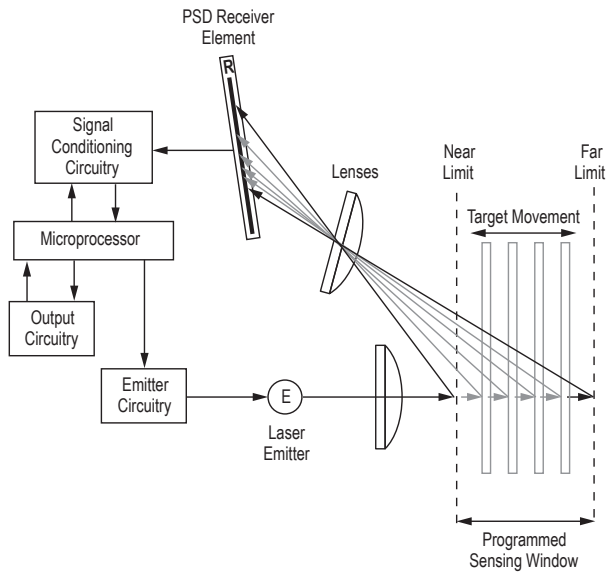 PSD Receiver
Element
R
Signal
Conditioning
Circuitry
Near
Limit
Far
Limit
Lenses
Target Movement
Microprocessor
Output
Circuitry
Emitter
Circuitry
E
Laser
Emitter
Programmed
Sensing Window